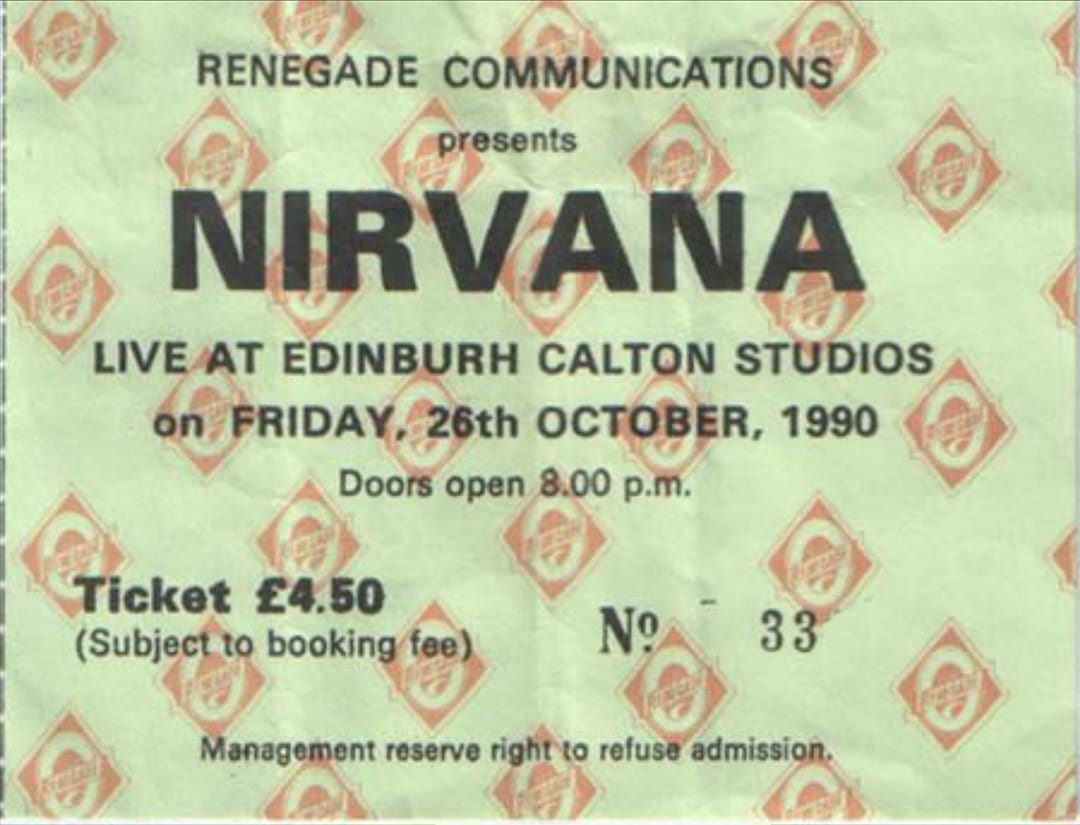 RENEGADE COMMUNICATIONS
presents
NIRVANA
LIVE AT EDINBURH CALTON STUDIOS
on FRIDAY, 26th OCTOBER, 1990
Doors open 8.00 p.m.
Ticket £4.50
(Subject to booking fee)
Nº 33
Management reserve right to refuse admission.